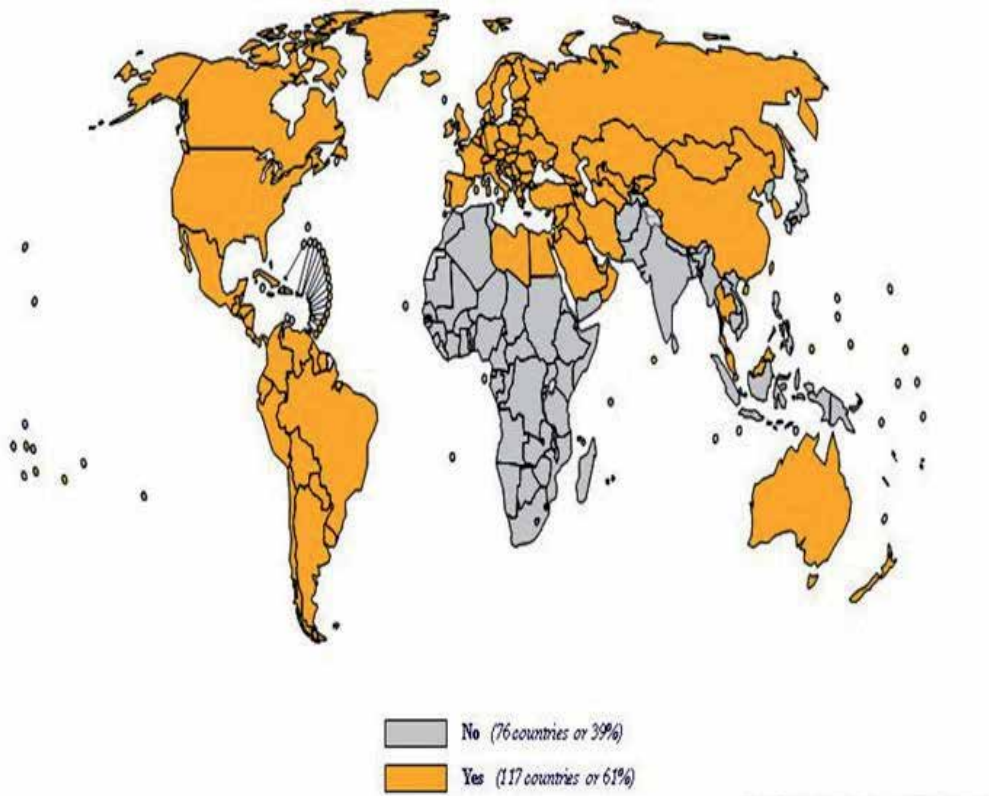 No (76 countries or 39%)
Yes (117 countries or 61%)